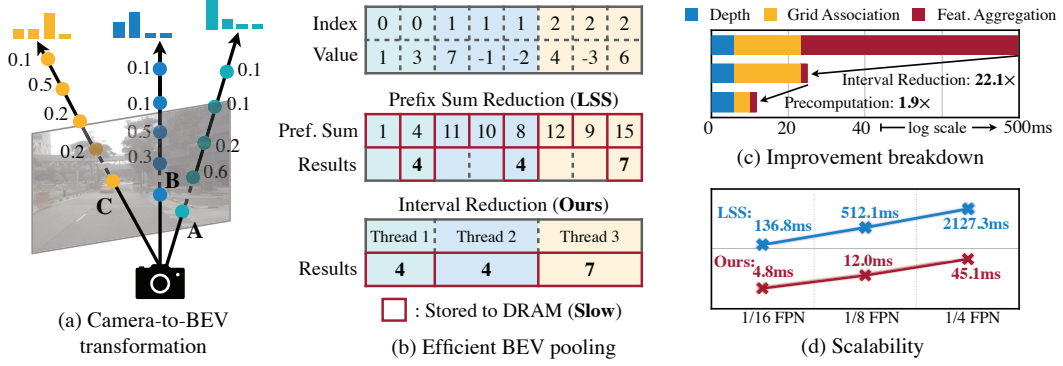 0.1
0.5
0.2
0.2
C
0.1
0.1
0.5
0.3
B
0.1
0.1
0.2
0.6
A
(a) Camera-to-BEV
transformation
Index 0 0 1 1 1 2 2 2
Value 1 3 7 -1 -2 4 -3 6
Prefix Sum Reduction (LSS)
Pref. Sum 1 4 11 10 8 12 9 15
Results 4 4 7
Interval Reduction (Ours)
Thread 1 Thread 2 Thread 3
Results 4 4 7
: Stored to DRAM (Slow)
(b) Efficient BEV pooling
Depth Grid Association Feat. Aggregation
Interval Reduction: 22.1×
Precomputation: 1.9×
0 20 40 log scale 500ms
(c) Improvement breakdown
LSS:
136.8ms
512.1ms
2127.3ms
Ours:
4.8ms
12.0ms
45.1ms
1/16 FPN 1/8 FPN 1/4 FPN
(d) Scalability